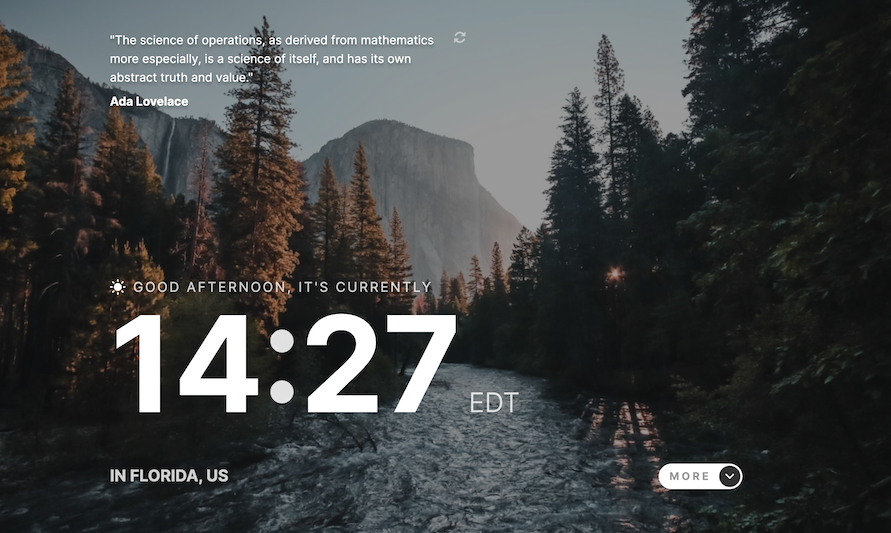 "The science of operations, as derived from mathematics
more especially, is a science of itself, and has its own
abstract truth and value."
Ada Lovelace
GOOD AFTERNOON, IT'S CURRENTLY
14:27 EDT
IN FLORIDA, US
MORE